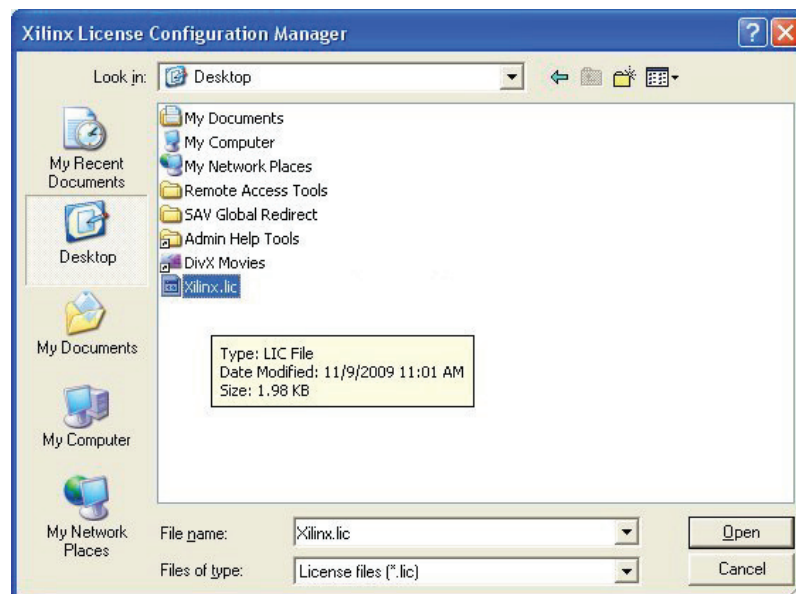 Xilinx License Configuration Manager
Look in:
Desktop
My Recent
Documents
Desktop
My Documents
My Computer
My Network
Places
My Documents
My Computer
My Network Places
Remote Access Tools
SAV Global Redirect
Admin Help Tools
DivX Movies
Xilinx.lic
Type: LIC File
Date Modified: 11/9/2009 11:01 AM
Size: 1.98 KB
File name:
Xilinx.lic
Open
Files of type:
License files (*.lic)
Cancel